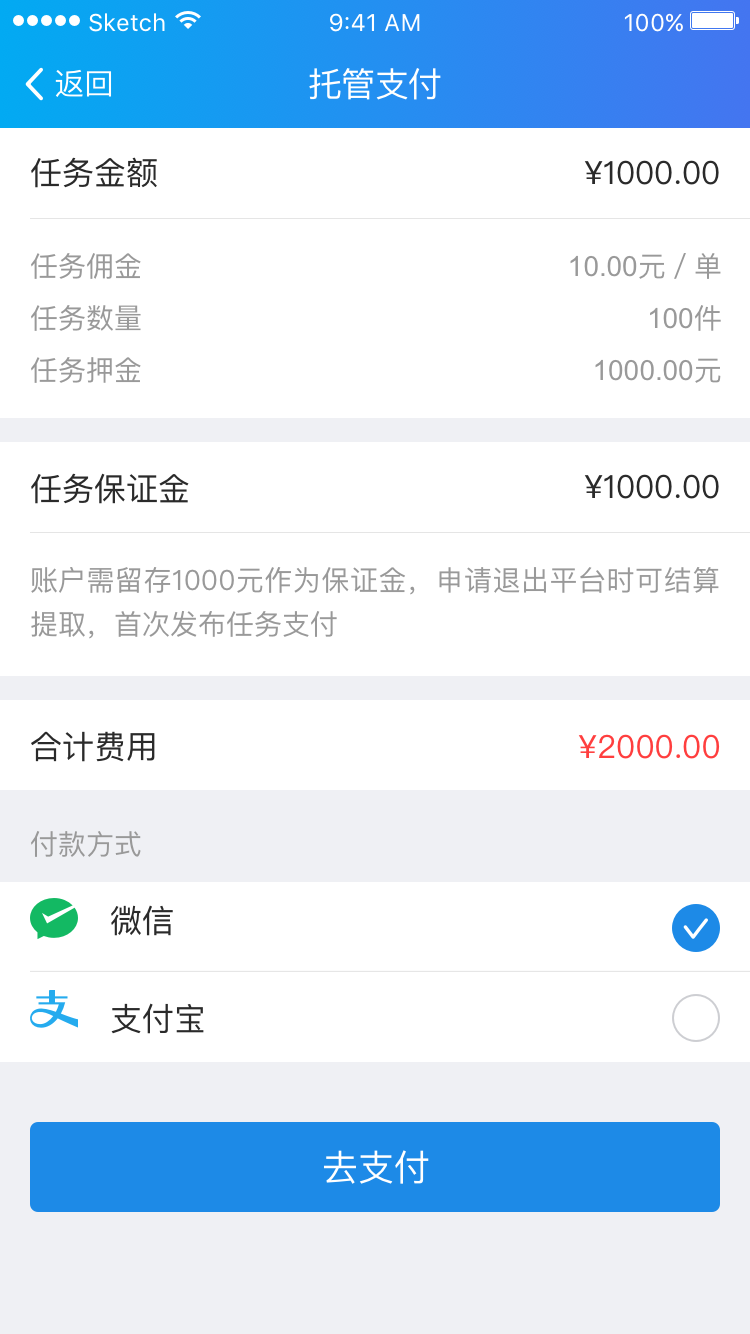 Sketch 9:41 AM 100%
返回 托管支付
任务金额 ¥1000.00
任务佣金 10.00元 / 单
任务数量 100件
任务押金 1000.00元
任务保证金 ¥1000.00
账户需留存1000元作为保证金，申请退出平台时可结算
提取，首次发布任务支付
合计费用 ¥2000.00
付款方式
微信
支 支付宝
去支付